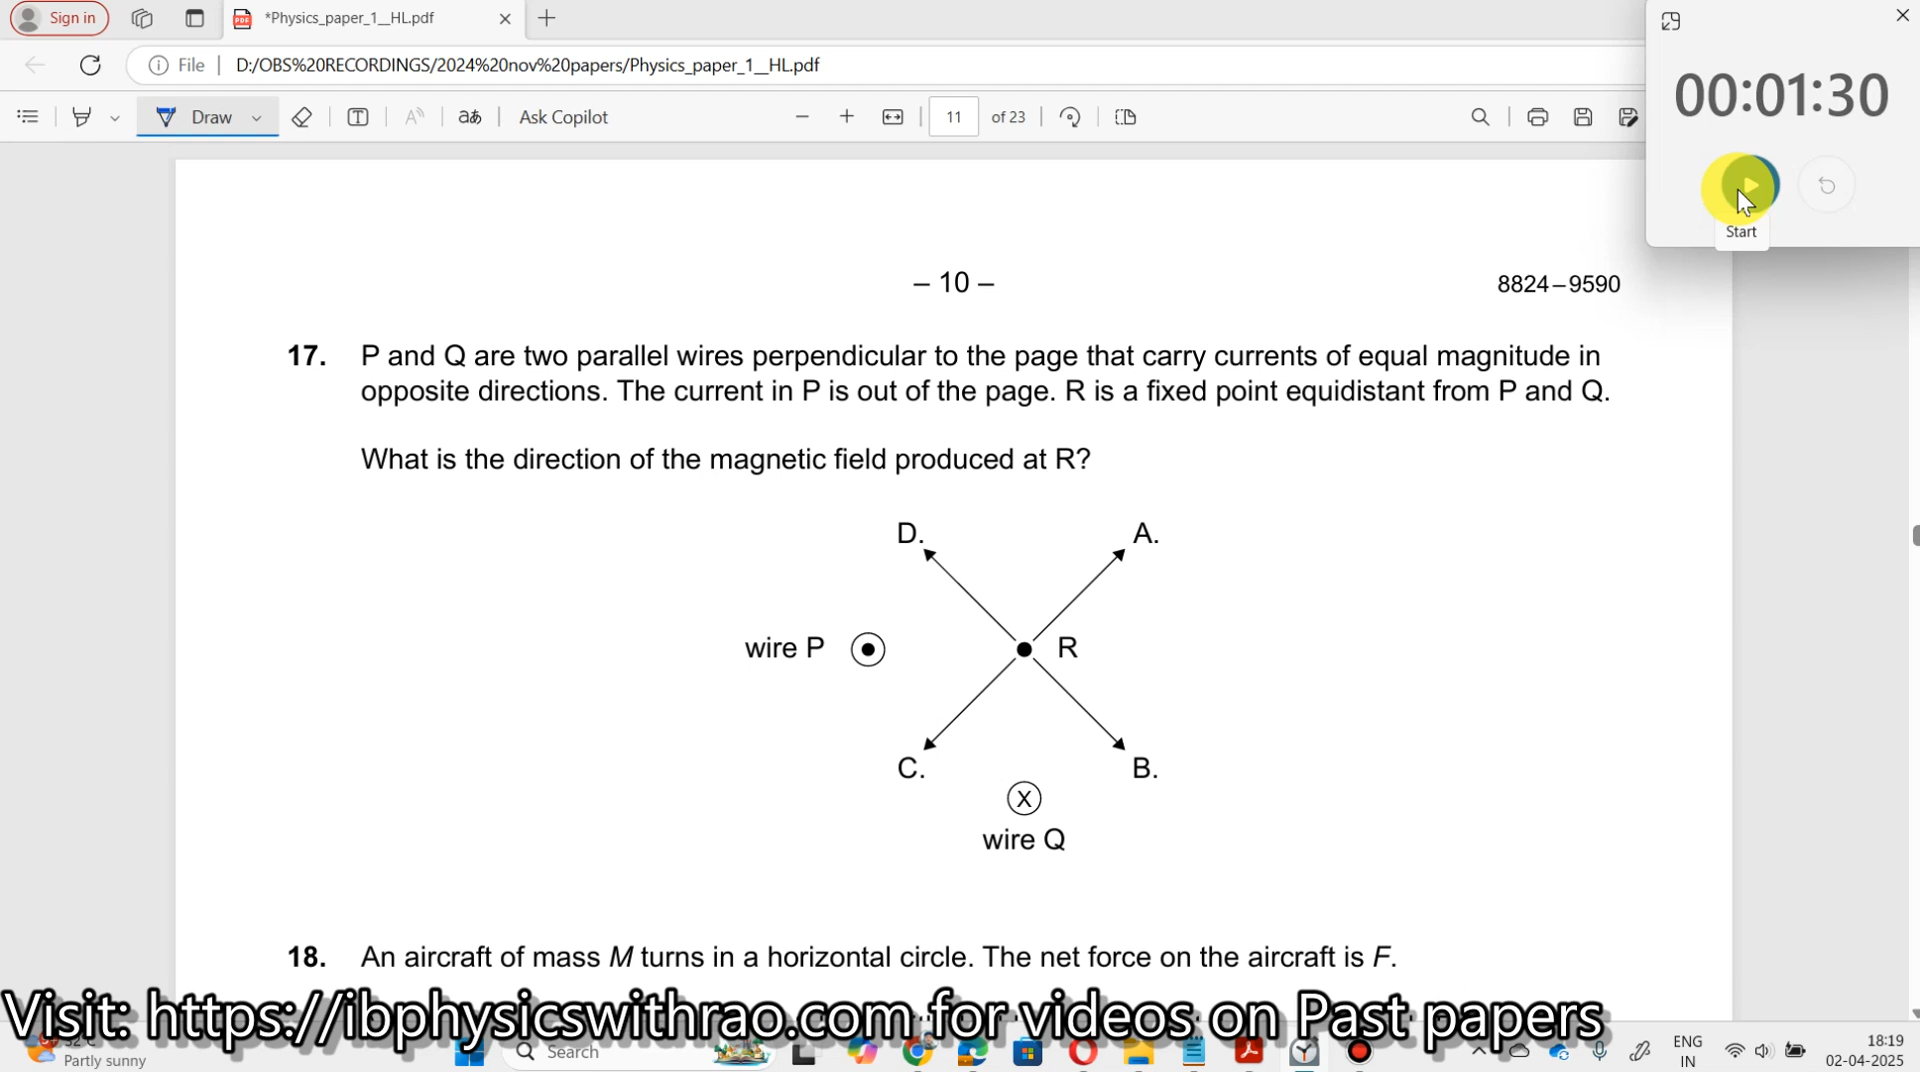 Sign in
*Physics_paper_1__HL.pdf
File
D:/OBS%20RECORDINGS/2024%20nov%20papers/Physics_paper_1__HL.pdf
Draw
aあ
Ask Copilot
11 of 23
00:01:30
Start
– 10 –
8824–9590
17. P and Q are two parallel wires perpendicular to the page that carry currents of equal magnitude in
opposite directions. The current in P is out of the page. R is a fixed point equidistant from P and Q.
What is the direction of the magnetic field produced at R?
D. A.
wire P R
C. B.
X
wire Q
18. An aircraft of mass M turns in a horizontal circle. The net force on the aircraft is F.
Visit: https://ibphysicswithrao.com for videos on Past papers
Partly sunny
Search
ENG
IN
18:19
02-04-2025